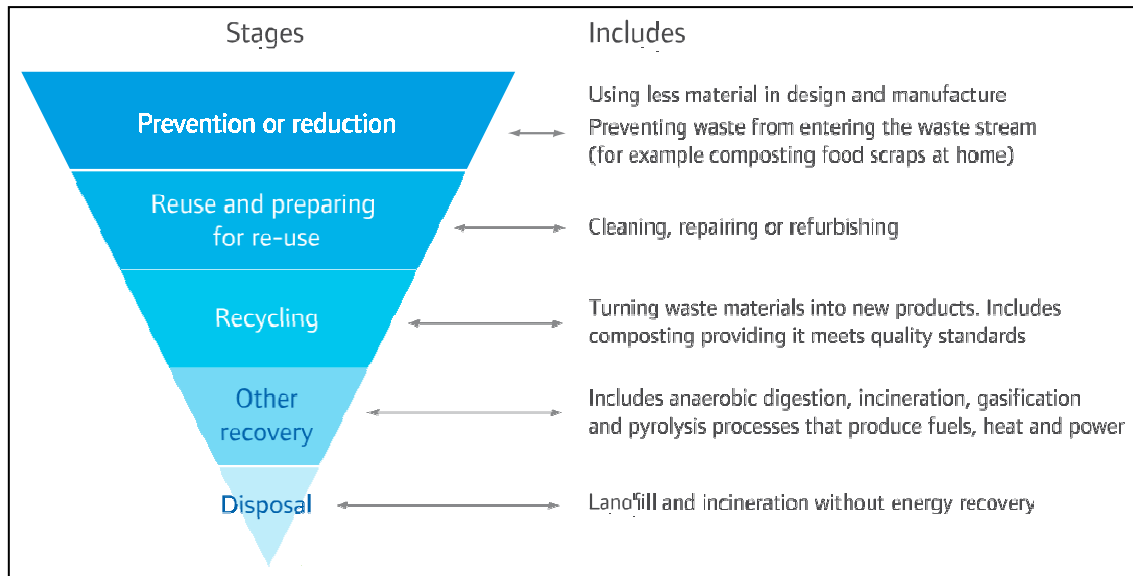 Stages
Includes
Prevention or reduction
Using less material in design and manufacture
Preventing waste from entering the waste stream
(for example composting food scraps at home)
Reuse and preparing
for re-use
Cleaning, repairing or refurbishing
Recycling
Turning waste materials into new products. Includes
composting providing it meets quality standards
Other
recovery
Includes anaerobic digestion, incineration, gasification
and pyrolysis processes that produce fuels, heat and power
Disposal
Landfill and incineration without energy recovery